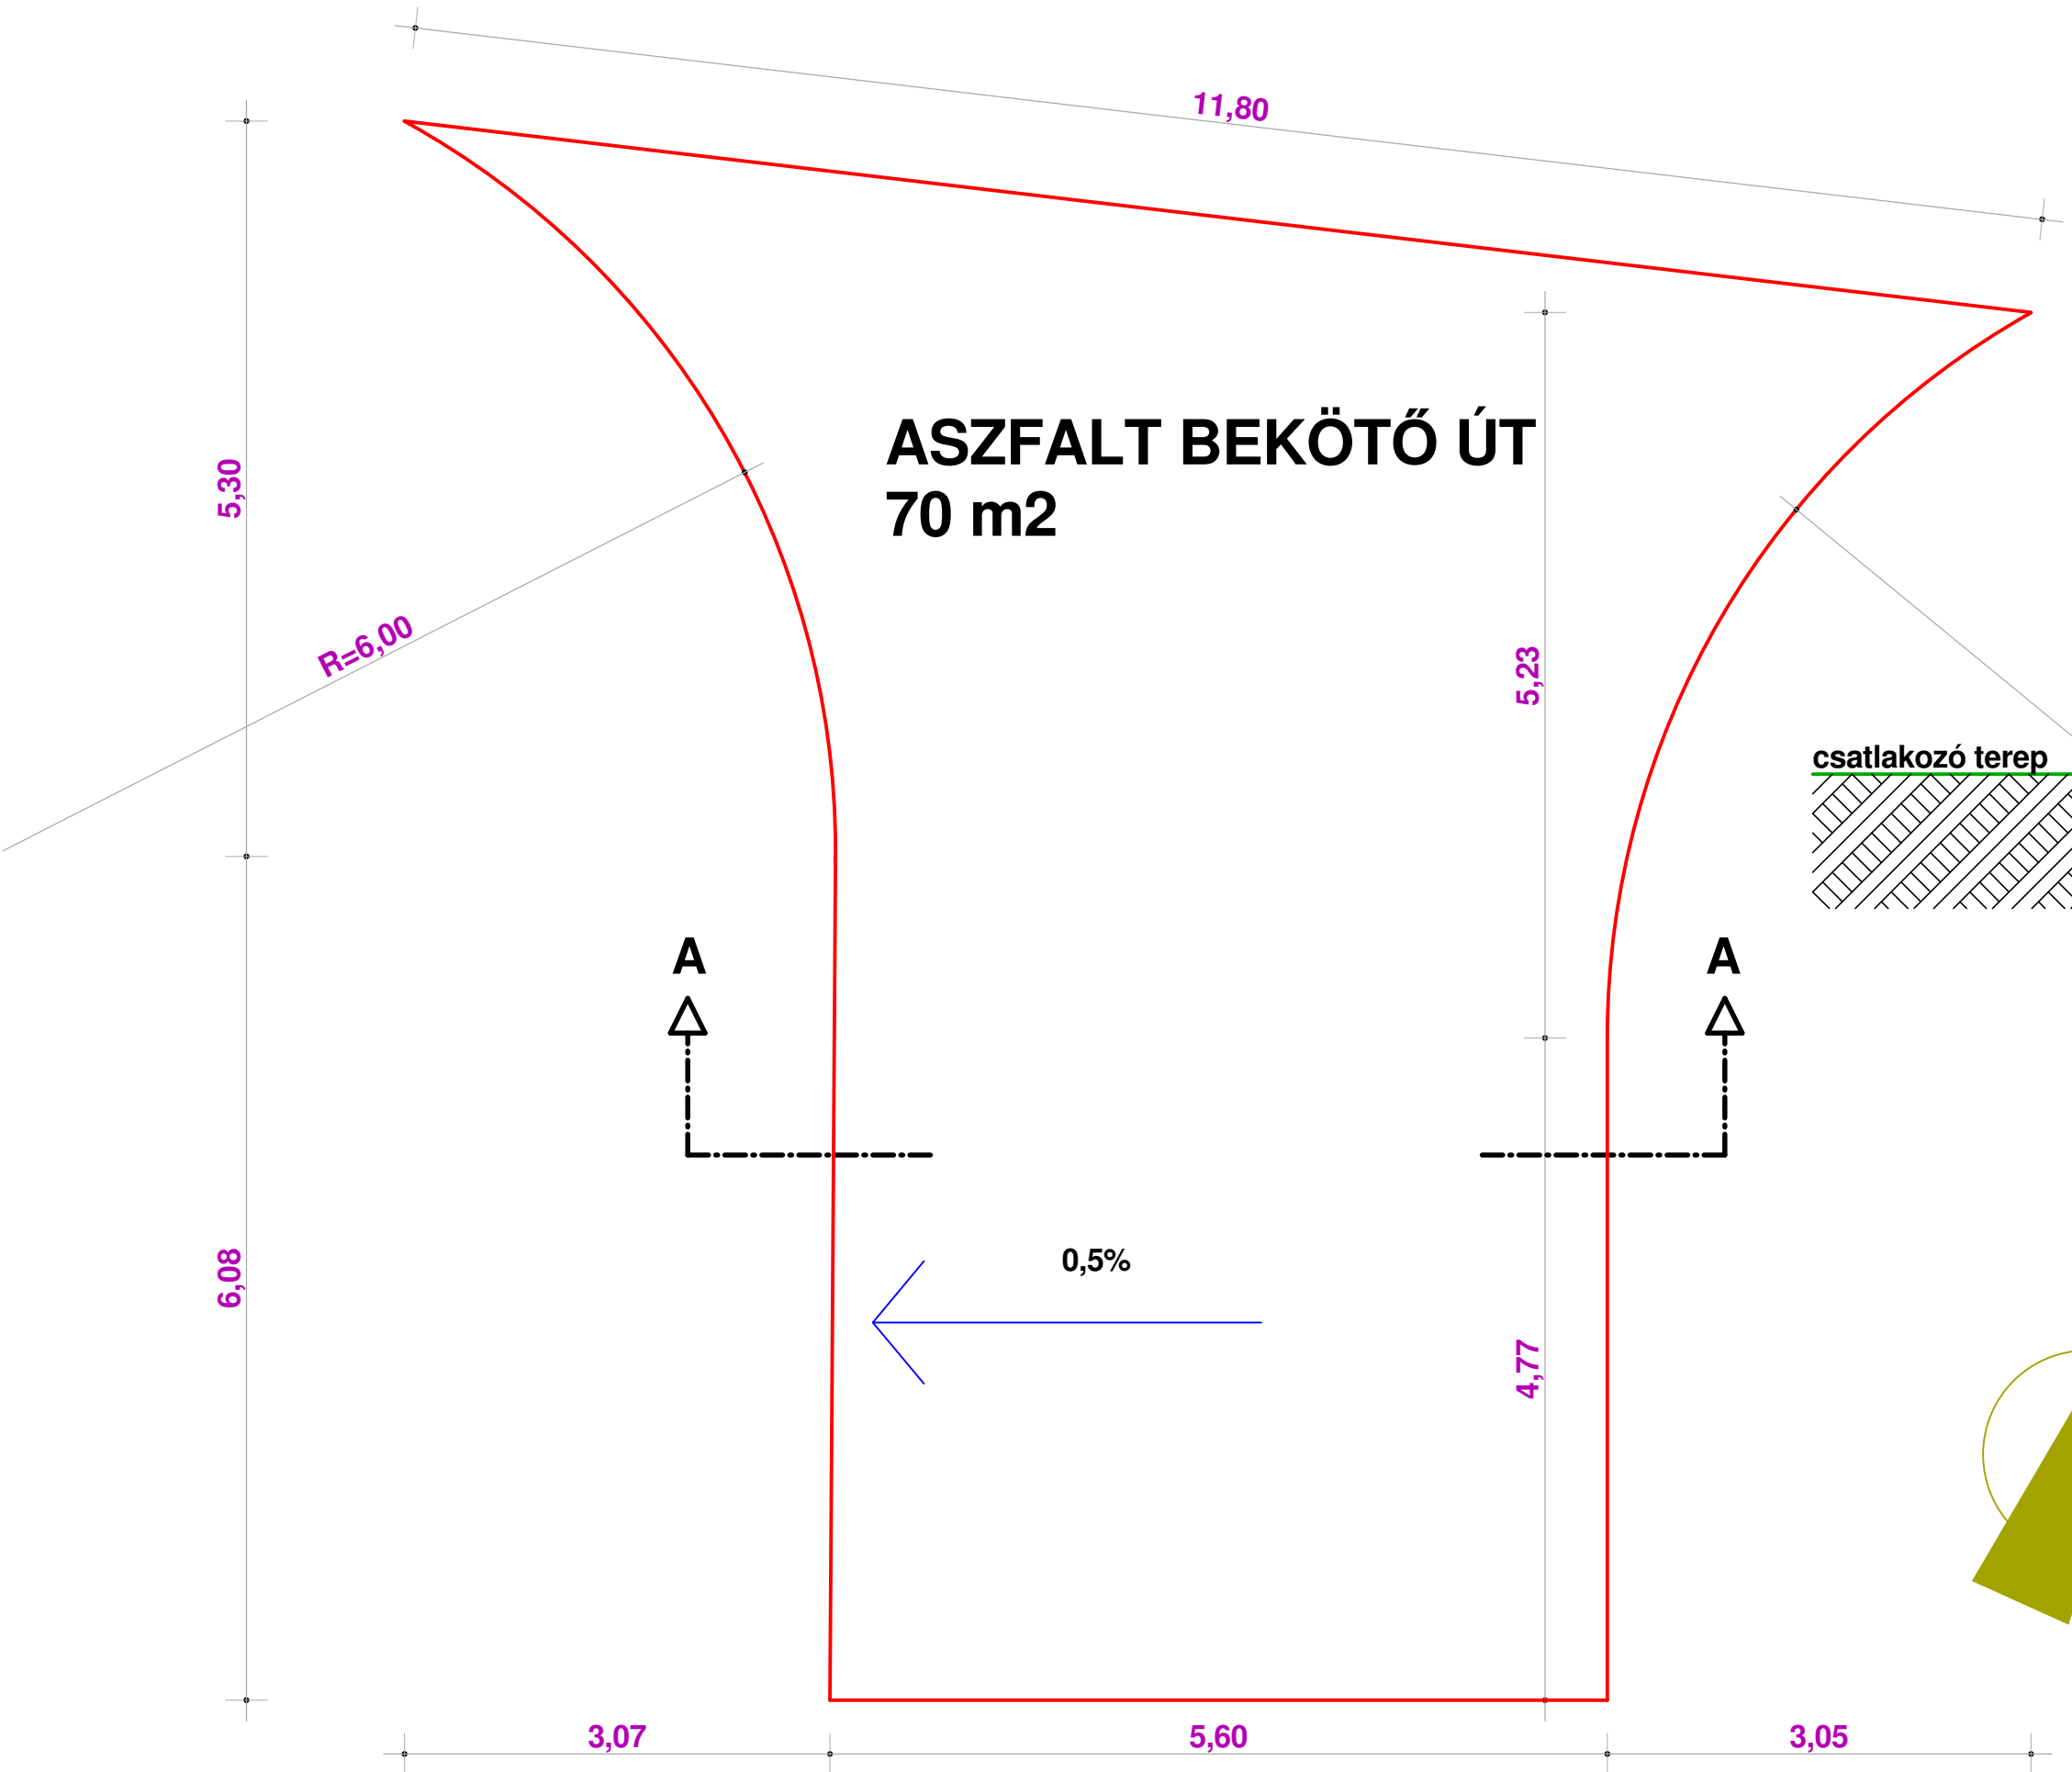 11,80
ASZFALT BEKÖTŐ ÚT
70 m2
5,30
R=6,00
5,23
csatlakozó terep
A
A
0,5%
6,08
4,77
3,07
5,60
3,05